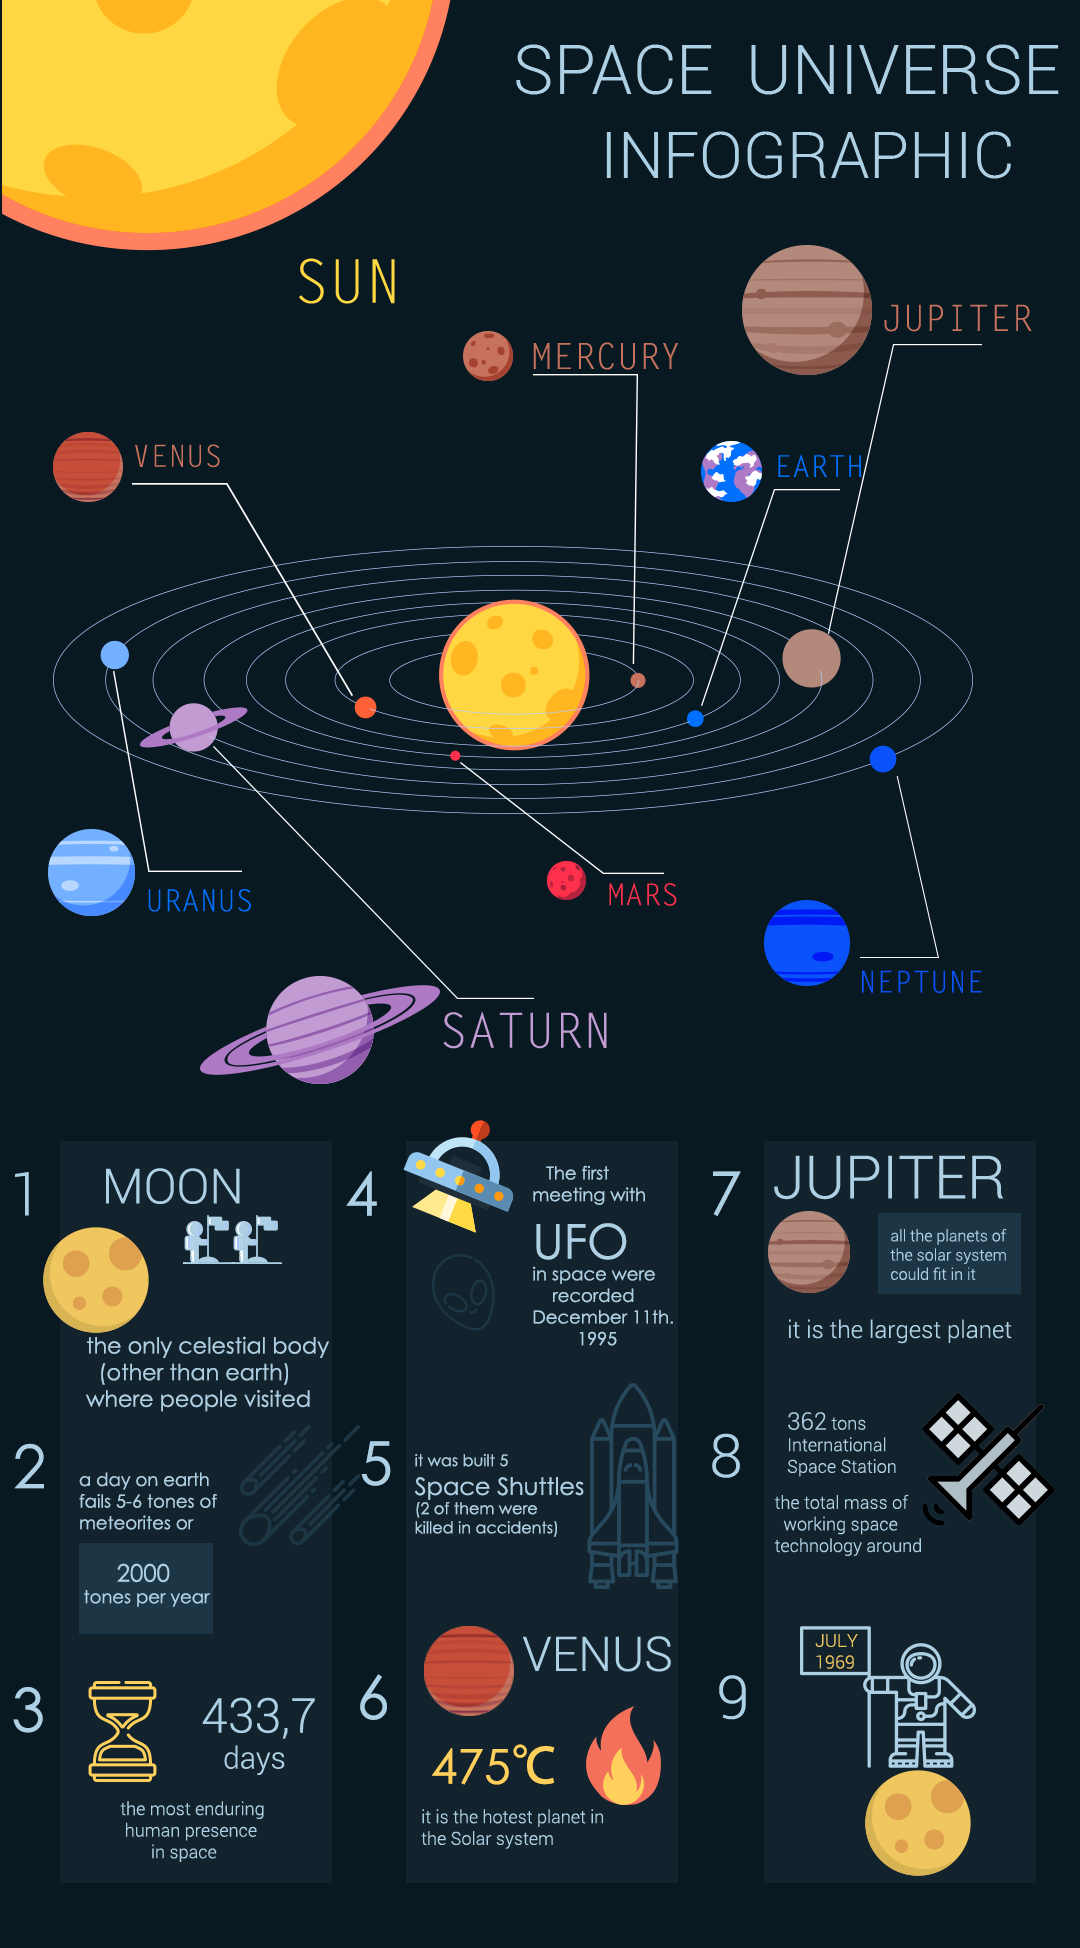 SPACE UNIVERSE
INFOGRAPHIC
SUN
JUPITER
MERCURY
VENUS
EARTH
URANUS
MARS
NEPTUNE
SATURN
1
MOON
the only celestial body
(other than earth)
where people visited
2
a day on earth
fails 5-6 tones of
meteorites or
2000
tones per year
3
433,7
days
the most enduring
human presence
in space
4
The first
meeting with
UFO
in space were
recorded
December 11th.
1995
5
it was built 5
Space Shuttles
(2 of them were
killed in accidents)
6
VENUS
475°C
it is the hotest planet in
the Solar system
7
JUPITER
all the planets of
the solar system
could fit in it
it is the largest planet
8
362 tons
International
Space Station
the total mass of
working space
technology around
9
JULY
1969